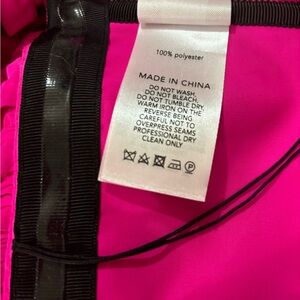 100% polyester
MADE IN CHINA
DO NOT WASH
DO NOT BLEACH
DO NOT TUMBLE DRY
WARM IRON ON THE
REVERSE BEING
CAREFUL NOT TO
OVERPRESS SEAMS
PROFESSIONAL DRY
CLEAN ONLY
P